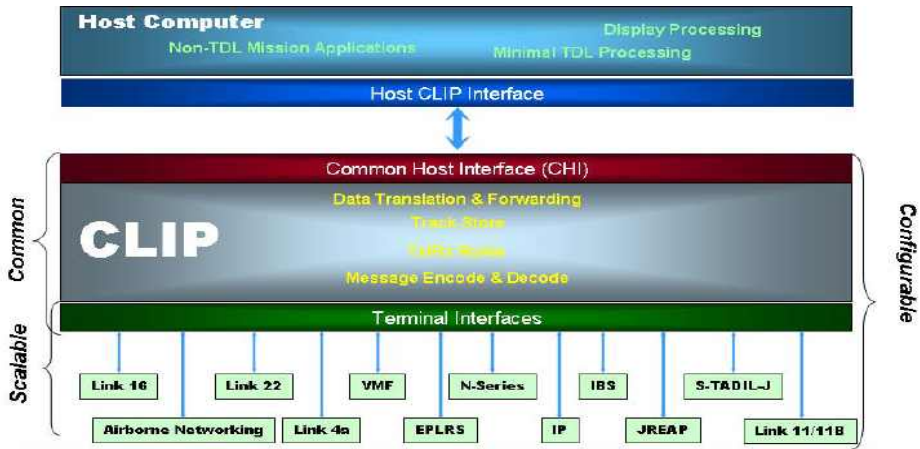 Host Computer
Display Processing
Non-TDL Mission Applications
Minimal TDL Processing
Host CLIP Interface
Common Host Interface (CHI)
Data Translation & Forwarding
Track Store
CLIP
Message Encode & Decode
Terminal Interfaces
Common
Scalable
Configurable
Link 16
Link 22
VMF
N-Series
IBS
S-TADIL-J
Airborne Networking
Link 4a
EPLRS
IP
JREAP
Link 11/11B